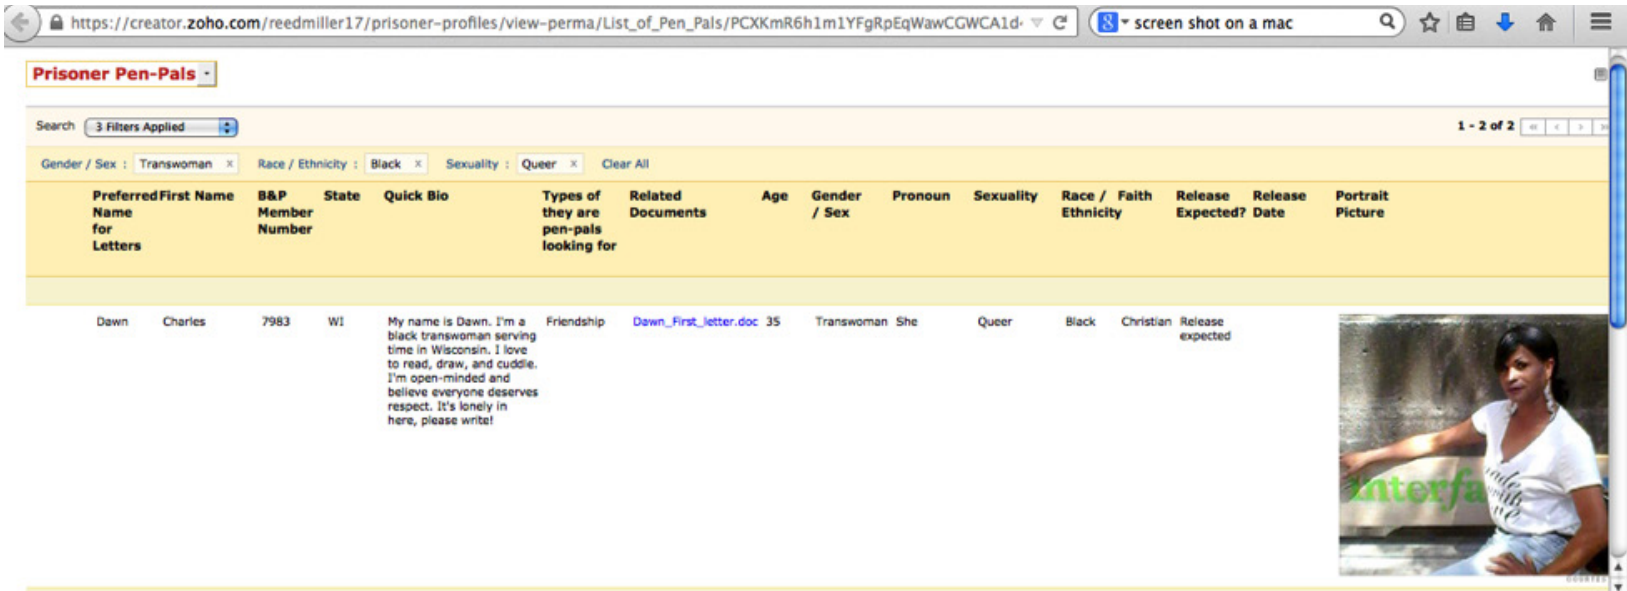 https://creator.zoho.com/reedmiller17/prisoner-profiles/view-perma/List_of_Pen_Pals/PCXKmR6h1m1YFgRpEqWawCGWCA1d
screen shot on a mac
Prisoner Pen-Pals
Search 3 Filters Applied
1 - 2 of 2
Gender / Sex : Transwoman x Race / Ethnicity : Black x Sexuality : Queer x Clear All
Preferred Name for Letters
First Name
B&P Member Number
State
Quick Bio
Types of they are pen-pals looking for
Related Documents
Age
Gender / Sex
Pronoun
Sexuality
Race / Ethnicity
Faith
Release Expected?
Release Date
Portrait Picture
Dawn
Charles
7983
WI
My name is Dawn. I'm a
black transwoman serving
time in Wisconsin. I love
to read, draw, and cuddle.
I'm open-minded and
believe everyone deserves
respect. It's lonely in
here, please write!
Friendship
Dawn_First_letter.doc
35
Transwoman
She
Queer
Black
Christian
Release
expected
interfa
made
with